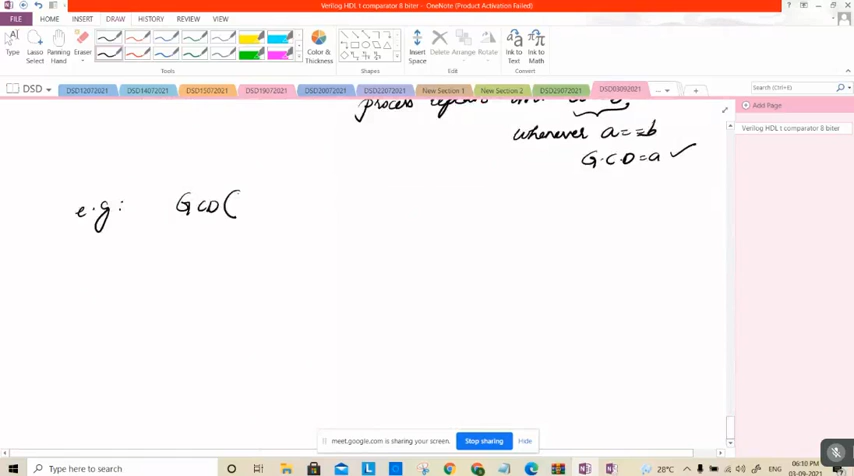 Verilog HDL t comparator 8 biter - OneNote (Product Activation Failed)
FILE HOME INSERT DRAW HISTORY REVIEW VIEW
Type Lasso Select Panning Hand Eraser Color & Thickness Insert Space Delete Arrange Rotate Ink to Text Ink to Math
Tools Shapes Edit Convert
DSD DSD12072021 DSD14072021 DSD15072021 DSD19072021 DSD20072021 DSD22072021 New Section 1 New Section 2 DSD29072021 DSD03092021 Search (Ctrl+E)
Add Page
Verilog HDL t comparator 8 biter
process repeats
whenever a==b
G.C.D=a ✓
e.g: GCD(
meet.google.com is sharing your screen. Stop sharing Hide
Type here to search
28°C
ENG
06:10 PM
03-09-2021